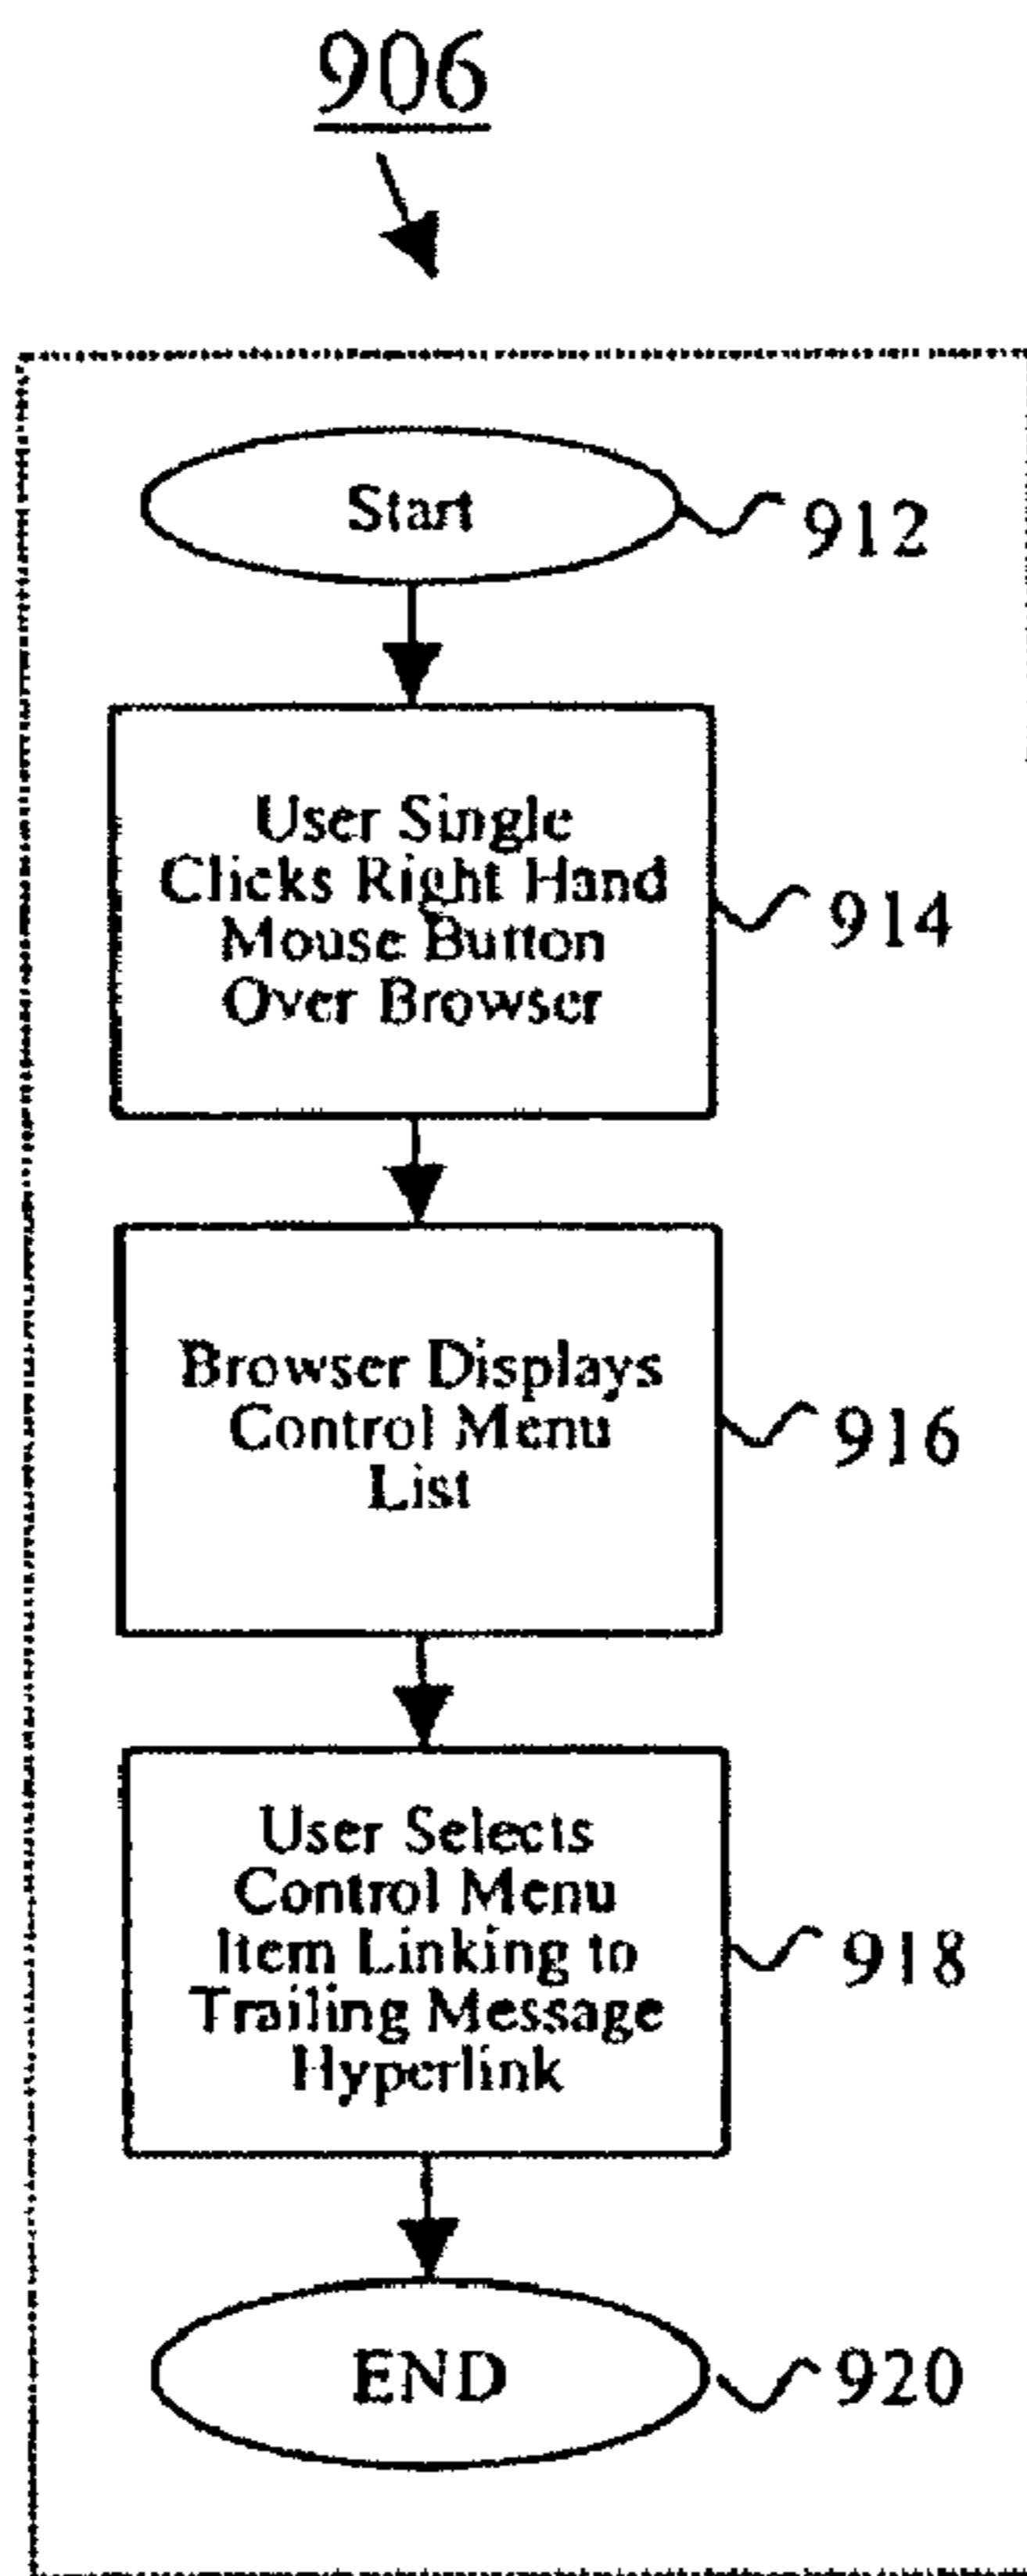 906
Start
912
User Single
Clicks Right Hand
Mouse Button
Over Browser
914
Browser Displays
Control Menu
List
916
User Selects
Control Menu
Item Linking to
Trailing Message
Hyperlink
918
END
920